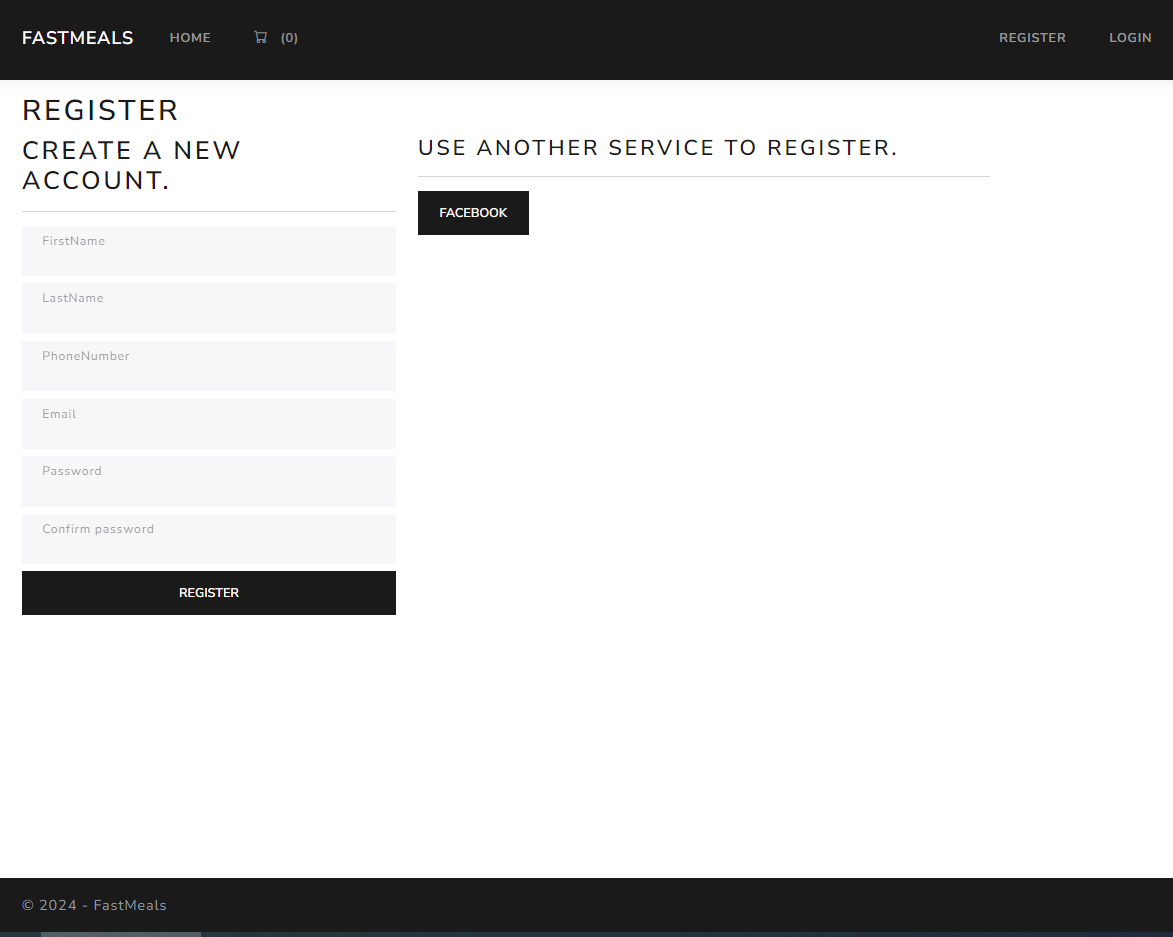 FASTMEALS HOME (0) REGISTER LOGIN
REGISTER
CREATE A NEW
ACCOUNT.
FirstName
LastName
PhoneNumber
Email
Password
Confirm password
REGISTER
USE ANOTHER SERVICE TO REGISTER.
FACEBOOK
© 2024 - FastMeals